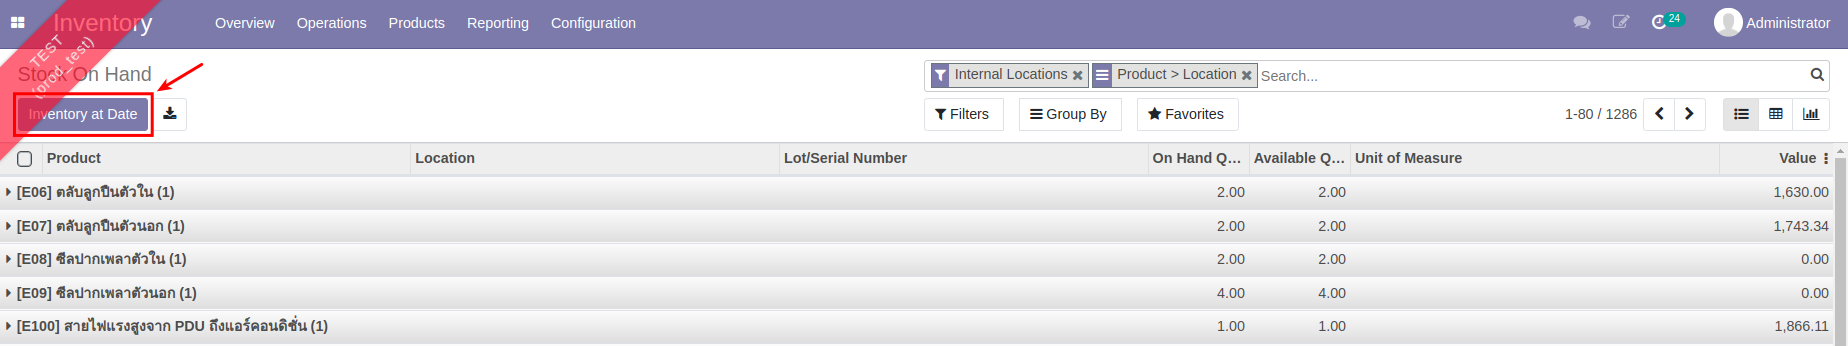 Inventory Overview Operations Products Reporting Configuration 24 Administrator
TEST
(prod_test)
Stock On Hand
Internal Locations Product > Location Search...
Inventory at Date Filters Group By Favorites 1-80 / 1286
Product Location Lot/Serial Number On Hand Q... Available Q... Unit of Measure Value
[E06] ตลับลูกปืนตัวใน (1) 2.00 2.00 1,630.00
[E07] ตลับลูกปืนตัวนอก (1) 2.00 2.00 1,743.34
[E08] ซีลปากเพลาตัวใน (1) 2.00 2.00 0.00
[E09] ซีลปากเพลาตัวนอก (1) 4.00 4.00 0.00
[E100] สายไฟแรงสูงจาก PDU ถึงแอร์คอนดิชั่น (1) 1.00 1.00 1,866.11